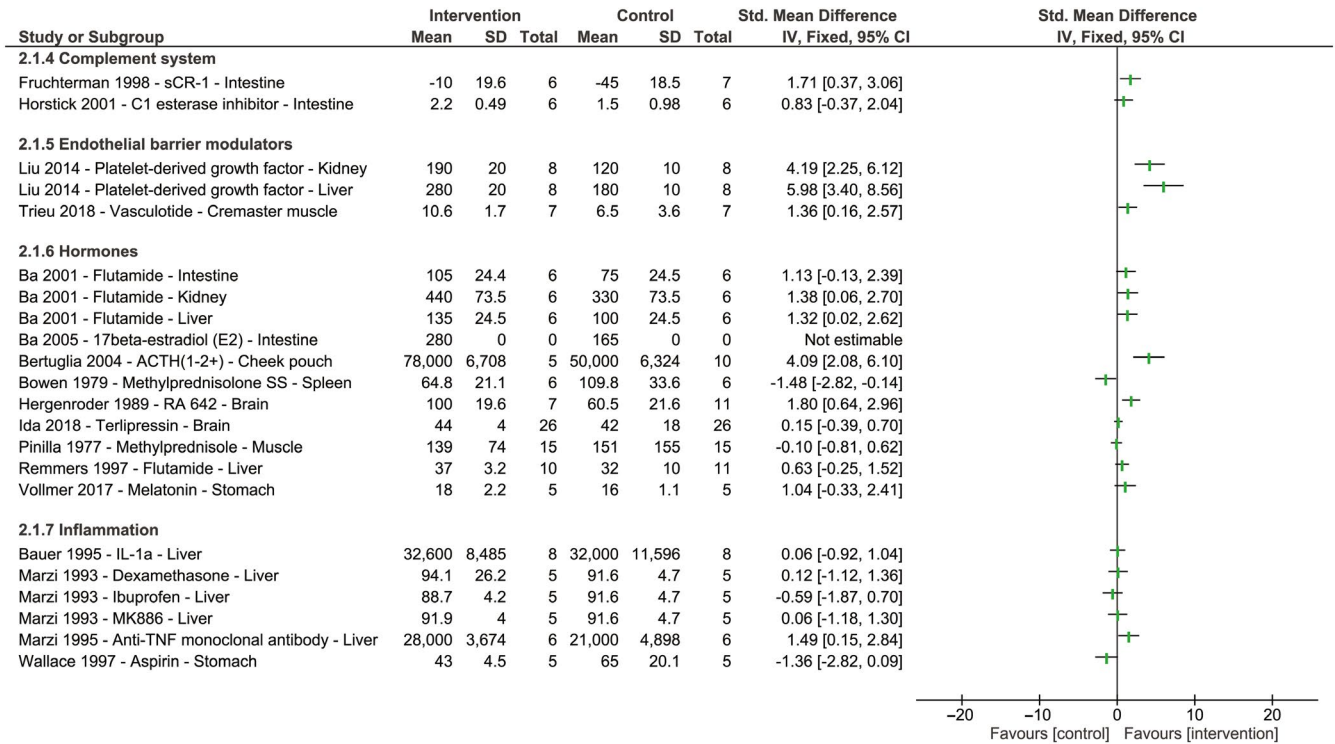 Intervention Control Std. Mean Difference Std. Mean Difference
Study or Subgroup Mean SD Total Mean SD Total IV, Fixed, 95% CI IV, Fixed, 95% CI
2.1.4 Complement system
Fruchterman 1998 - sCR-1 - Intestine -10 19.6 6 -45 18.5 7 1.71 [0.37, 3.06]
Horstick 2001 - C1 esterase inhibitor - Intestine 2.2 0.49 6 1.5 0.98 6 0.83 [-0.37, 2.04]
2.1.5 Endothelial barrier modulators
Liu 2014 - Platelet-derived growth factor - Kidney 190 20 8 120 10 8 4.19 [2.25, 6.12]
Liu 2014 - Platelet-derived growth factor - Liver 280 20 8 180 10 8 5.98 [3.40, 8.56]
Trieu 2018 - Vasculotide - Cremaster muscle 10.6 1.7 7 6.5 3.6 7 1.36 [0.16, 2.57]
2.1.6 Hormones
Ba 2001 - Flutamide - Intestine 105 24.4 6 75 24.5 6 1.13 [-0.13, 2.39]
Ba 2001 - Flutamide - Kidney 440 73.5 6 330 73.5 6 1.38 [0.06, 2.70]
Ba 2001 - Flutamide - Liver 135 24.5 6 100 24.5 6 1.32 [0.02, 2.62]
Ba 2005 - 17beta-estradiol (E2) - Intestine 280 0 0 165 0 0 Not estimable
Bertuglia 2004 - ACTH(1-2+) - Cheek pouch 78,000 6,708 5 50,000 6,324 10 4.09 [2.08, 6.10]
Bowen 1979 - Methylprednisolone SS - Spleen 64.8 21.1 6 109.8 33.6 6 -1.48 [-2.82, -0.14]
Hergenroder 1989 - RA 642 - Brain 100 19.6 7 60.5 21.6 11 1.80 [0.64, 2.96]
Ida 2018 - Terlipressin - Brain 44 4 26 42 18 26 0.15 [-0.39, 0.70]
Pinilla 1977 - Methylprednisole - Muscle 139 74 15 151 155 15 -0.10 [-0.81, 0.62]
Remmers 1997 - Flutamide - Liver 37 3.2 10 32 10 11 0.63 [-0.25, 1.52]
Vollmer 2017 - Melatonin - Stomach 18 2.2 5 16 1.1 5 1.04 [-0.33, 2.41]
2.1.7 Inflammation
Bauer 1995 - IL-1a - Liver 32,600 8,485 8 32,000 11,596 8 0.06 [-0.92, 1.04]
Marzi 1993 - Dexamethasone - Liver 94.1 26.2 5 91.6 4.7 5 0.12 [-1.12, 1.36]
Marzi 1993 - Ibuprofen - Liver 88.7 4.2 5 91.6 4.7 5 -0.59 [-1.87, 0.70]
Marzi 1993 - MK886 - Liver 91.9 4 5 91.6 4.7 5 0.06 [-1.18, 1.30]
Marzi 1995 - Anti-TNF monoclonal antibody - Liver 28,000 3,674 6 21,000 4,898 6 1.49 [0.15, 2.84]
Wallace 1997 - Aspirin - Stomach 43 4.5 5 65 20.1 5 -1.36 [-2.82, 0.09]
−20 −10 0 10 20
Favours [control] Favours [intervention]